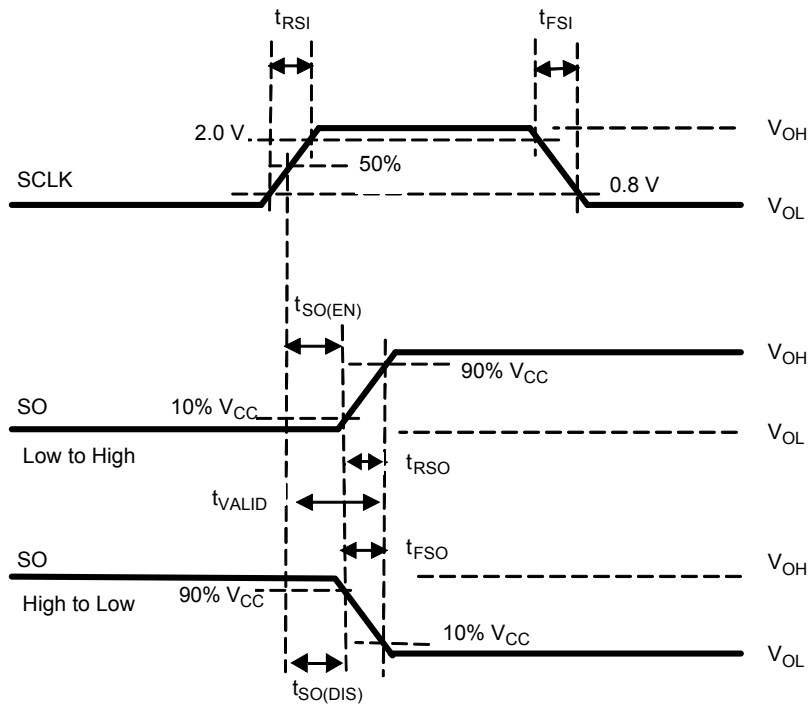 tRSI
tFSI
VOH
2.0 V
50%
SCLK
0.8 V
VOL
tSO(EN)
VOH
90% VCC
SO
10% VCC
VOL
Low to High
tRSO
tVALID
tFSO
SO
VOH
90% VCC
High to Low
10% VCC
VOL
tSO(DIS)